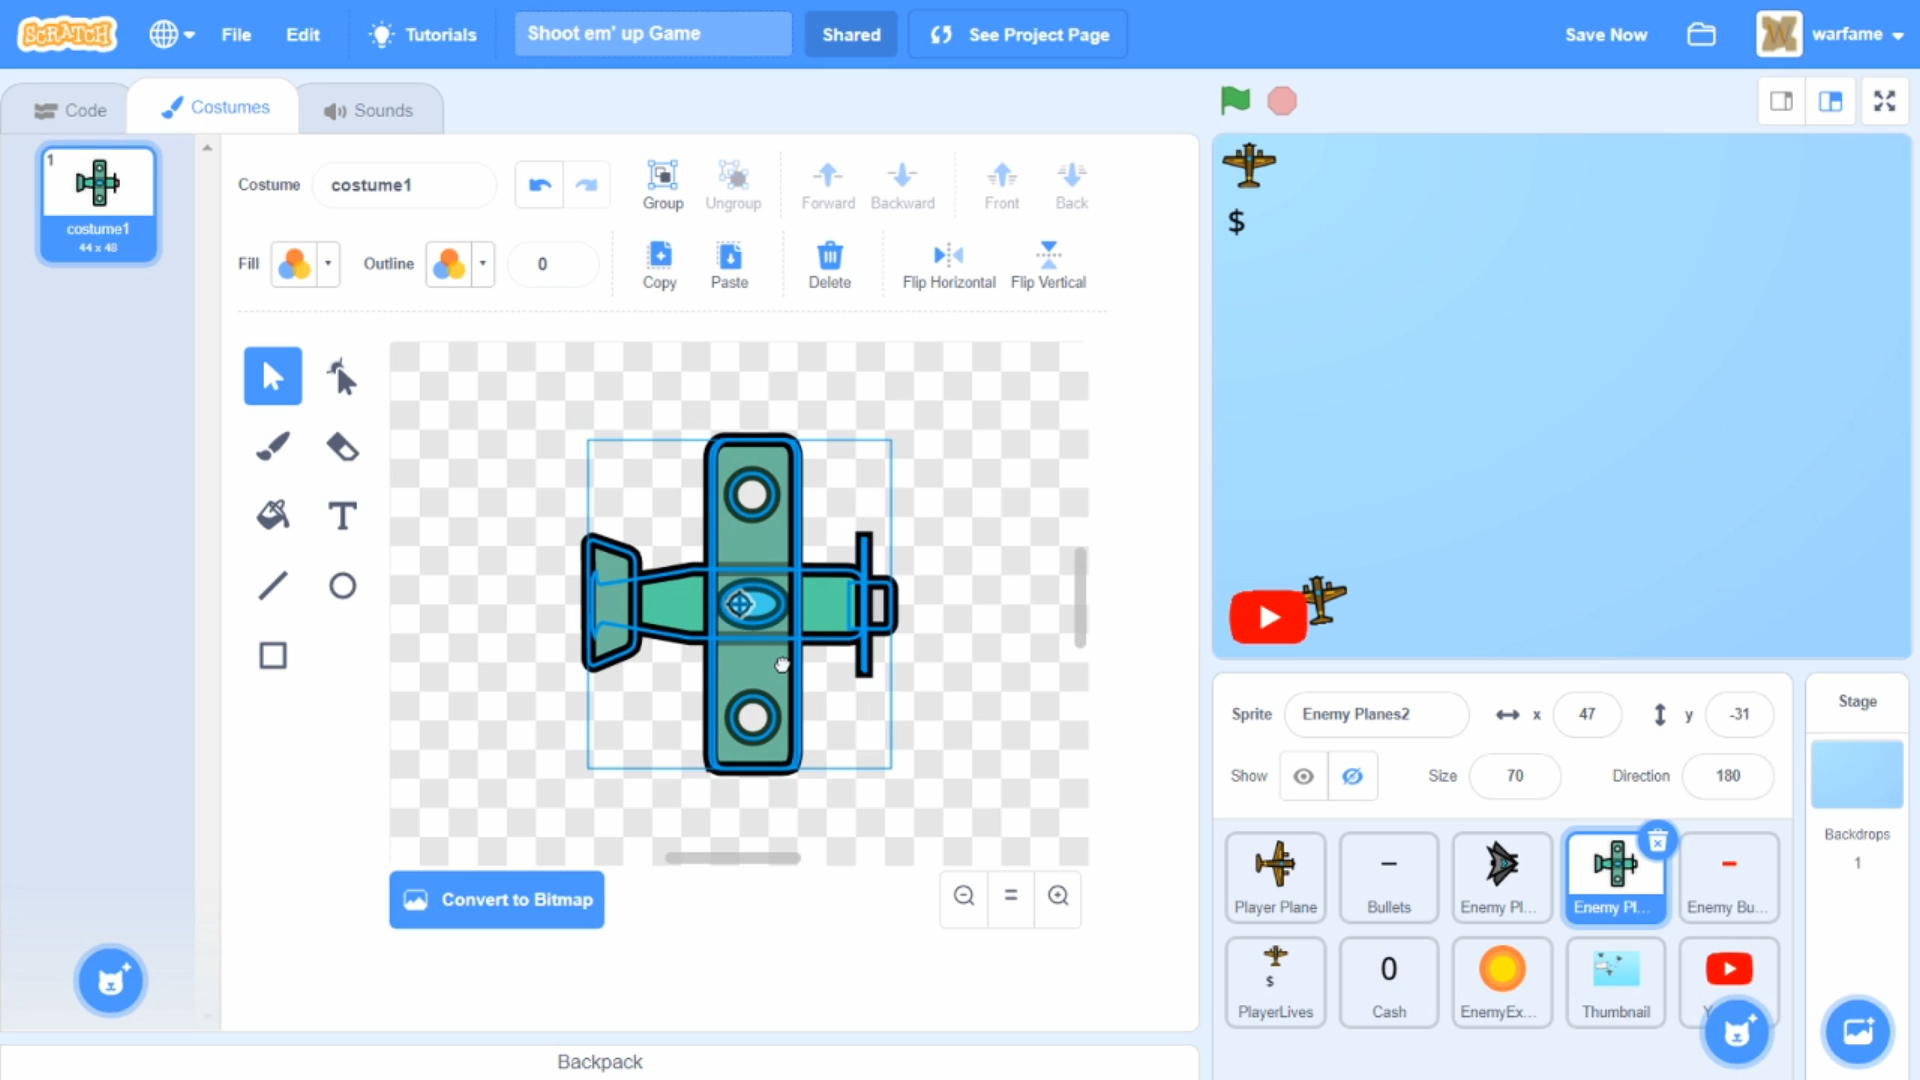 SCRATCH
File
Edit
Tutorials
Shoot em' up Game
Shared
See Project Page
Save Now
warfame
Code
Costumes
Sounds
1
costume1
44 x 48
Costume
costume1
Group
Ungroup
Forward
Backward
Front
Back
Fill
Outline
0
Copy
Paste
Delete
Flip Horizontal
Flip Vertical
T
Convert to Bitmap
=
Backpack
$
Sprite
Enemy Planes2
x
47
y
-31
Show
Size
70
Direction
180
Player Plane
Bullets
Enemy Pl...
Enemy Pl...
Enemy Bu...
$
PlayerLives
0
Cash
EnemyEx...
Thumbnail
Stage
Backdrops
1